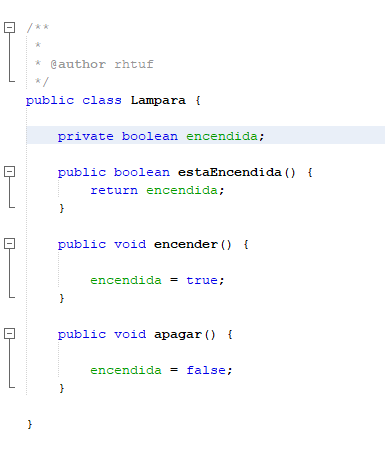 /**
 *
 * @author rhtuf
 */
public class Lampara {
    private boolean encendida;
    public boolean estaEncendida() {
        return encendida;
    }
    public void encender() {
        encendida = true;
    }
    public void apagar() {
        encendida = false;
    }
}